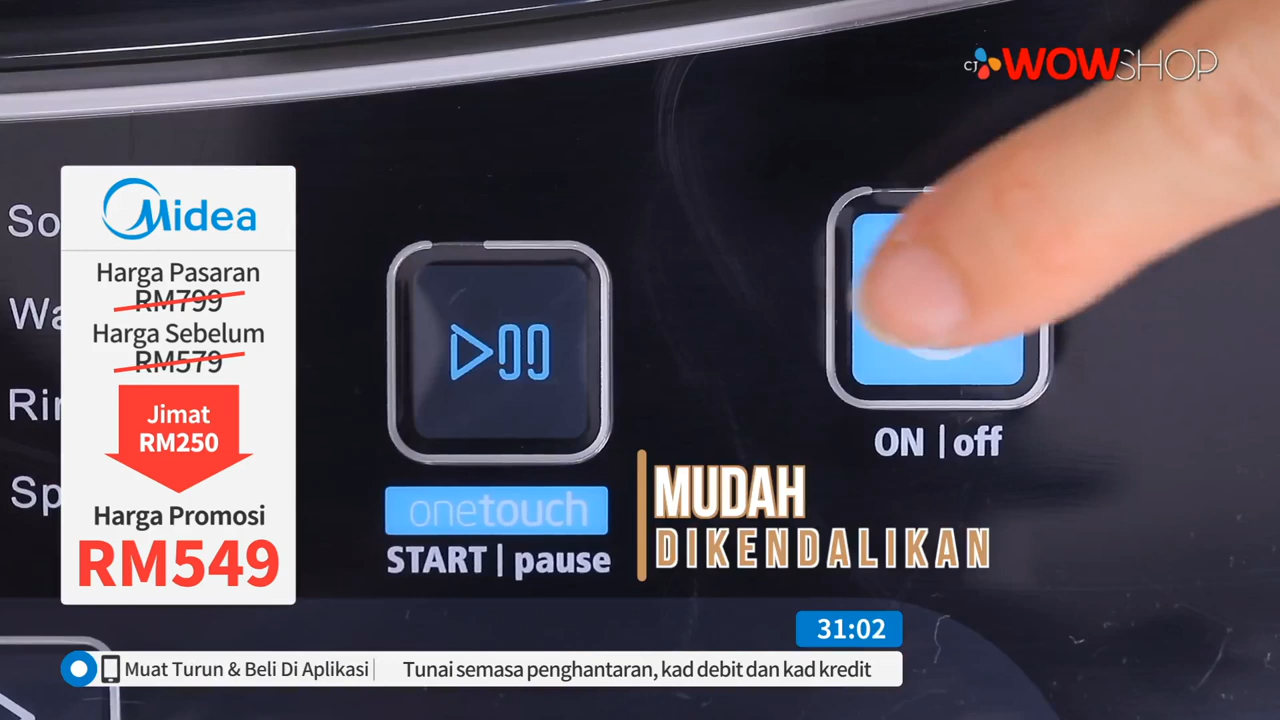 CJ WOWSHOP
Midea
Harga Pasaran
RM799
Harga Sebelum
RM579
Jimat
RM250
Harga Promosi
RM549
onetouch
START | pause
ON | off
MUDAH
DIKENDALIKAN
31:02
Muat Turun & Beli Di Aplikasi | Tunai semasa penghantaran, kad debit dan kad kredit